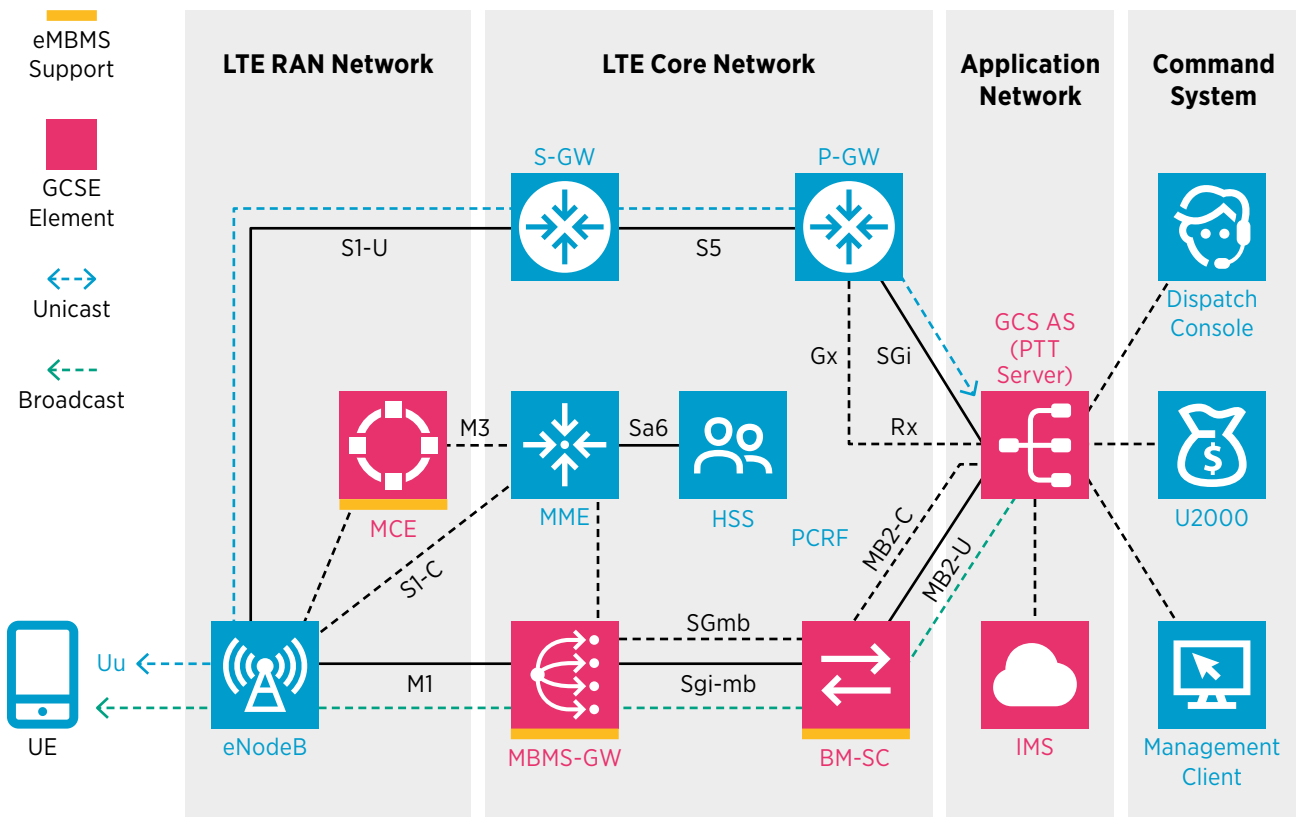 eMBMS
Support
GCSE
Element
Unicast
Broadcast
LTE RAN Network
LTE Core Network
Application
Network
Command
System
S-GW
P-GW
S1-U
S5
Dispatch
Console
GCS AS
(PTT
Server)
Gx
SGi
M3
Sa6
Rx
MCE
MME
HSS
PCRF
U2000
S1-C
MB2-C
MB2-U
SGmb
Uu
M1
Sgi-mb
UE
eNodeB
MBMS-GW
BM-SC
IMS
Management
Client
$